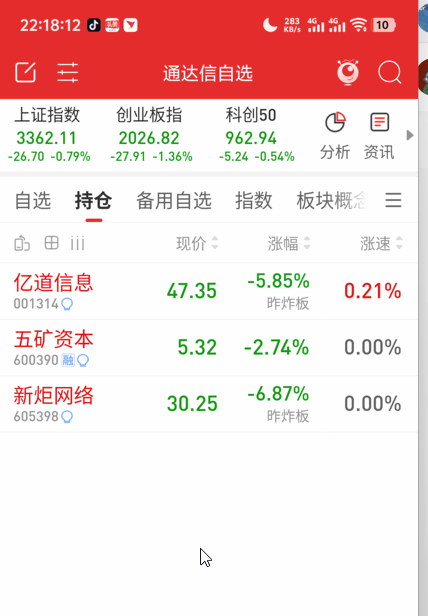 22:18:12 283 KB/s 4G 4G 10
通达信自选
上证指数 创业板指 科创50
3362.11 2026.82 962.94
-26.70 -0.79% -27.91 -1.36% -5.24 -0.54%
分析 资讯
自选 持仓 备用自选 指数 板块概念
现价 涨幅 涨速
亿道信息 47.35 -5.85% 0.21%
001314 昨炸板
五矿资本 5.32 -2.74% 0.00%
600390 融
新炬网络 30.25 -6.87% 0.00%
605398 昨炸板